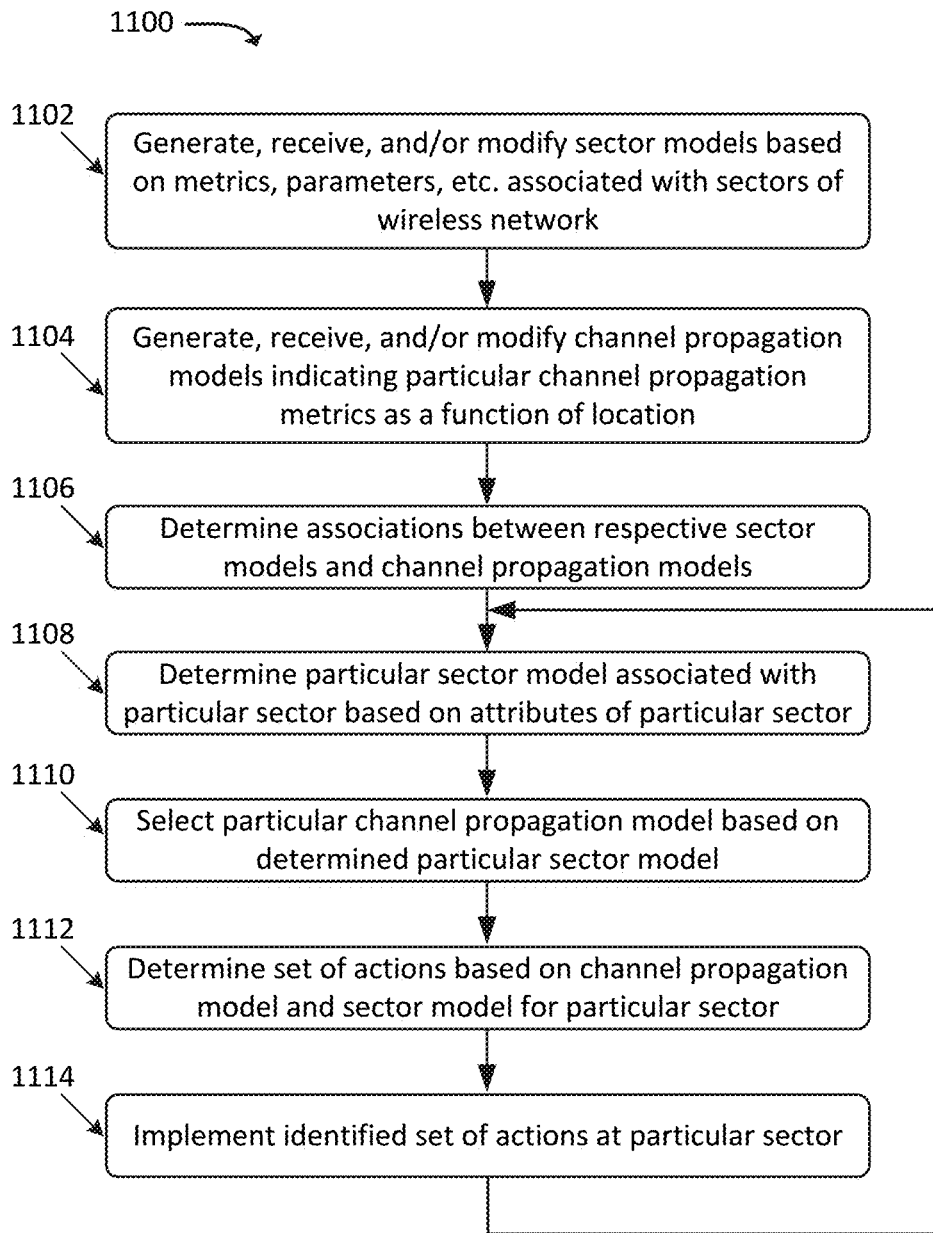 1100
1102
Generate, receive, and/or modify sector models based
on metrics, parameters, etc. associated with sectors of
wireless network
1104
Generate, receive, and/or modify channel propagation
models indicating particular channel propagation
metrics as a function of location
1106
Determine associations between respective sector
models and channel propagation models
1108
Determine particular sector model associated with
particular sector based on attributes of particular sector
1110
Select particular channel propagation model based on
determined particular sector model
1112
Determine set of actions based on channel propagation
model and sector model for particular sector
1114
Implement identified set of actions at particular sector